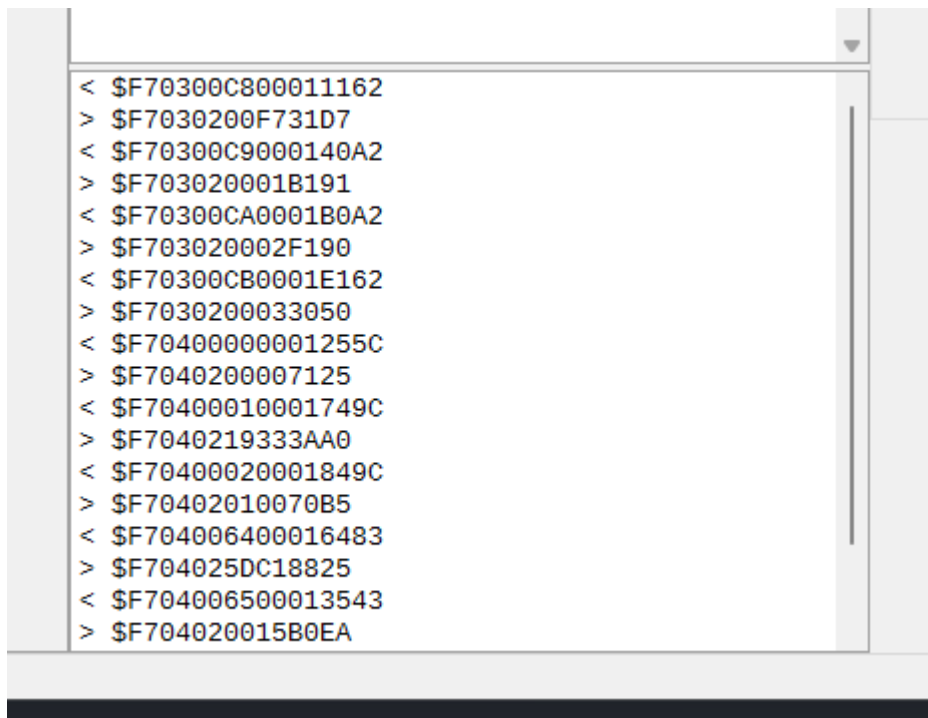 < $F70300C800011162
> $F7030200F731D7
< $F70300C9000140A2
> $F703020001B191
< $F70300CA0001B0A2
> $F703020002F190
< $F70300CB0001E162
> $F7030200033050
< $F70400000001255C
> $F7040200007125
< $F70400010001749C
> $F7040219333AA0
< $F70400020001849C
> $F70402010070B5
< $F704006400016483
> $F704025DC18825
< $F704006500013543
> $F704020015B0EA